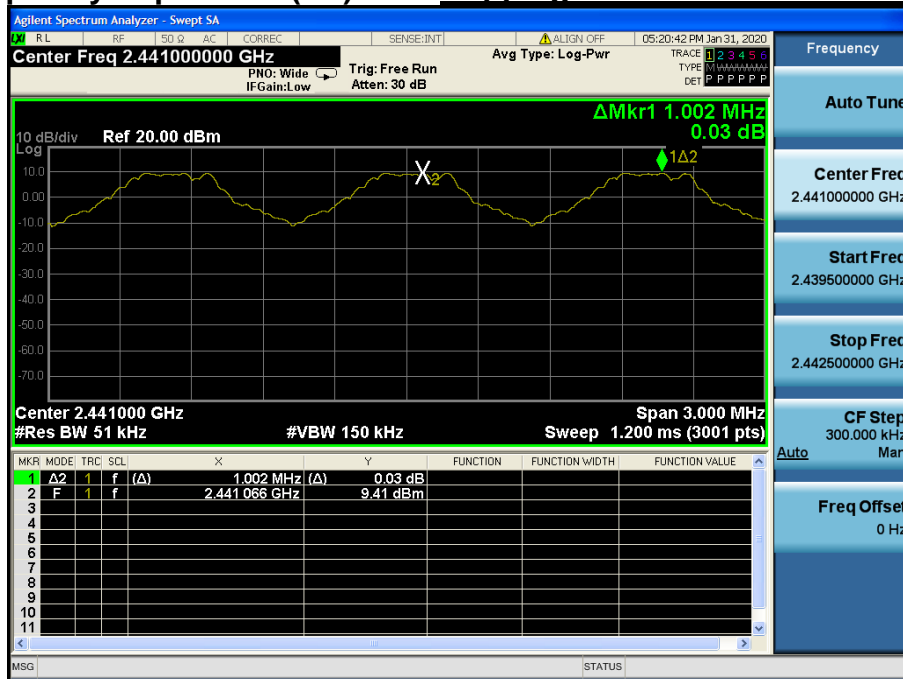 Agilent Spectrum Analyzer - Swept SA
LXI RL RF 50 Ω AC CORREC SENSE:INT ALIGN OFF 05:20:42 PM Jan 31, 2020
Center Freq 2.441000000 GHz
PNO: Wide
IFGain:Low
Trig: Free Run
Atten: 30 dB
Avg Type: Log-Pwr
TRACE 1 2 3 4 5 6
TYPE M WWWWW
DET P P P P P P
ΔMkr1 1.002 MHz
0.03 dB
10 dB/div Ref 20.00 dBm
Log
10.0
0.00
-10.0
-20.0
-30.0
-40.0
-50.0
-60.0
-70.0
X2
1Δ2
Center 2.441000 GHz Span 3.000 MHz
#Res BW 51 kHz #VBW 150 kHz Sweep 1.200 ms (3001 pts)
MKR MODE TRC SCL X Y FUNCTION FUNCTION WIDTH FUNCTION VALUE
1 Δ2 1 f (Δ) 1.002 MHz (Δ) 0.03 dB
2 F 1 f 2.441 066 GHz 9.41 dBm
3
4
5
6
7
8
9
10
11
MSG STATUS
Frequency
Auto Tune
Center Freq
2.441000000 GHz
Start Freq
2.439500000 GHz
Stop Freq
2.442500000 GHz
CF Step
300.000 kHz
Auto Man
Freq Offset
0 Hz